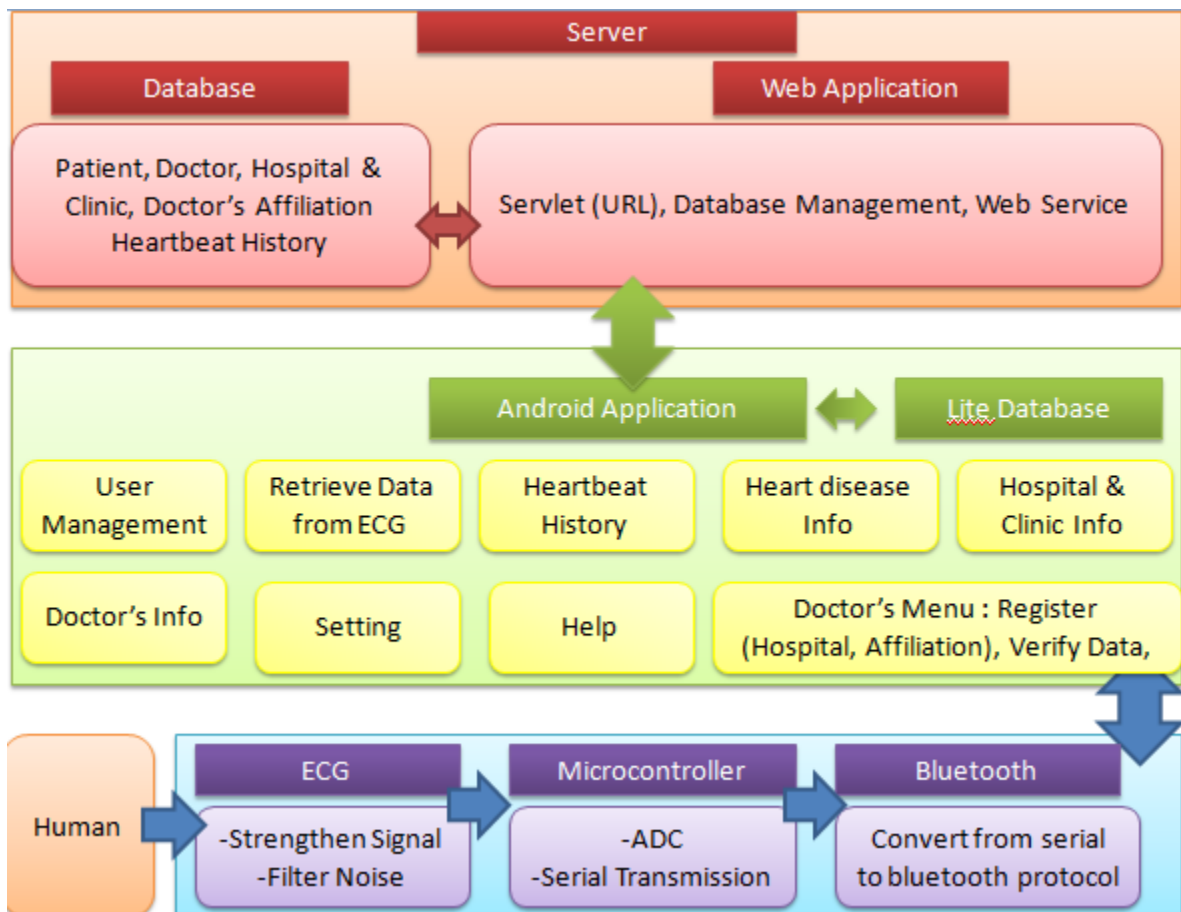 Server
Database
Web Application
Patient, Doctor, Hospital &
Clinic, Doctor's Affiliation
Heartbeat History
Servlet (URL), Database Management, Web Service
Android Application
Lite Database
User
Management
Retrieve Data
from ECG
Heartbeat
History
Heart disease
Info
Hospital &
Clinic Info
Doctor's Info
Setting
Help
Doctor's Menu : Register
(Hospital, Affiliation), Verify Data,
Human
ECG
-Strengthen Signal
-Filter Noise
Microcontroller
-ADC
-Serial Transmission
Bluetooth
Convert from serial
to bluetooth protocol